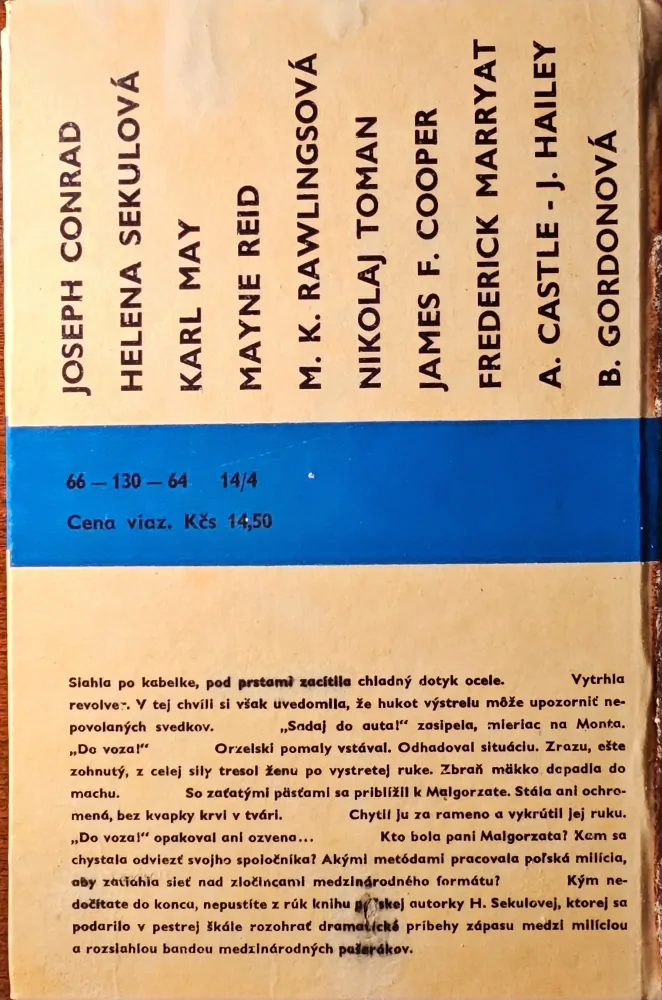 JOSEPH CONRAD
HELENA SEKULOVÁ
KARL MAY
MAYNE REID
M. K. RAWLINGSOVÁ
NIKOLAJ TOMAN
JAMES F. COOPER
FREDERICK MARRYAT
A. CASTLE - J. HAILEY
B. GORDONOVÁ
66 — 130 — 64 14/4
Cena viaz. Kčs 14,50
Siahla po kabelke, pod prstami zacítila chladný dotyk ocele. Vytrhla
revolver. V tej chvíli si však uvedomila, že hukot výstrelu môže upozorniť ne-
povolaných svedkov. „Sadaj do auta!" zasipela, mieriac na Monta.
„Do voza!" Orzelski pomaly vstával. Odhadoval situáciu. Zrazu, ešte
zohnutý, z celej sily tresol ženu po vystretej ruke. Zbraň mäkko dopadla do
machu. So zaťatými päsťami sa priblížil k Malgorzate. Stála ani ochro-
mená, bez kvapky krvi v tvári. Chytil ju za rameno a vykrútil jej ruku.
„Do voza!" opakoval ani ozvena... Kto bola pani Malgorzata? Kam sa
chystala odviezť svojho spoločníka? Akými metódami pracovala poľská milícia,
aby zatiahla sieť nad zločincami medzinárodného formátu? Kým ne-
dočítate do konca, nepustíte z rúk knihu poľskej autorky H. Sekulovej, ktorej sa
podarilo v pestrej škále rozohrať dramatické príbehy zápasu medzi milíciou
a rozsiahlou bandou medzinárodných pašerákov.